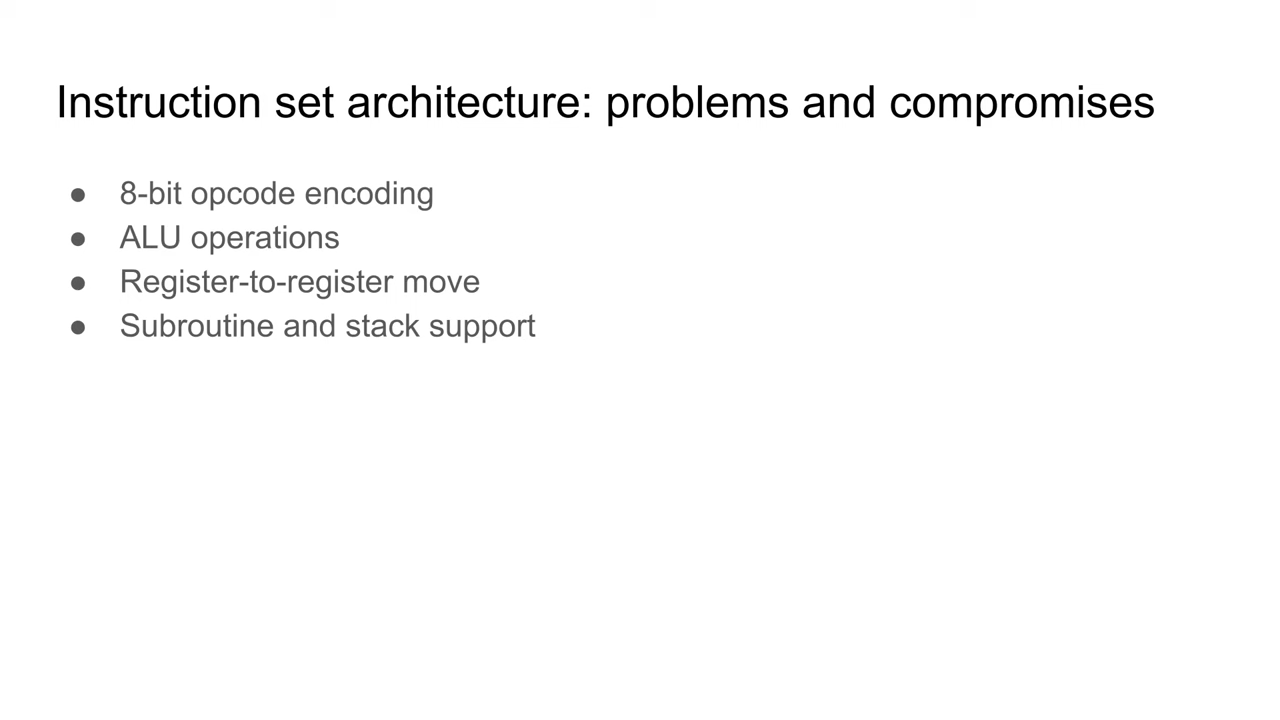 Instruction set architecture: problems and compromises
● 8-bit opcode encoding
● ALU operations
● Register-to-register move
● Subroutine and stack support